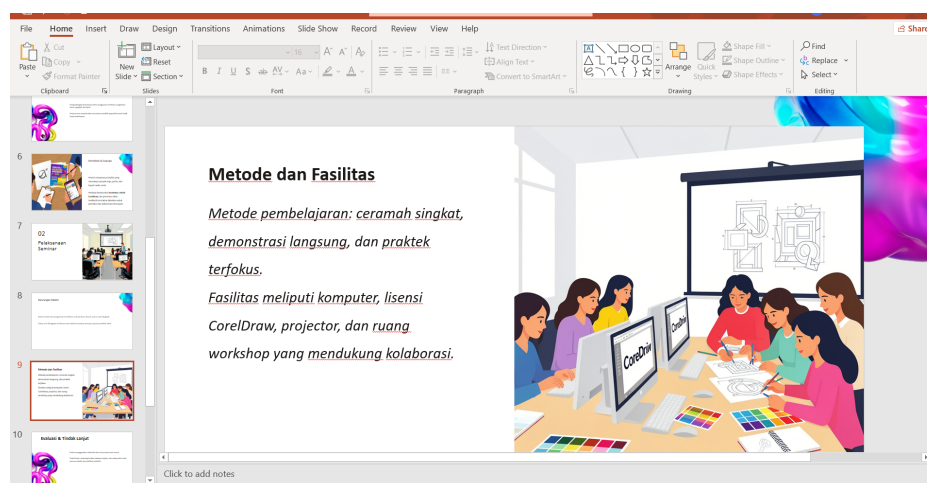 File Home Insert Draw Design Transitions Animations Slide Show Record Review View Help Share
Cut
Copy
Format Painter
Paste
Clipboard
New
Slide
Layout
Reset
Section
Slides
16
Font
Text Direction
Align Text
Convert to SmartArt
Paragraph
Arrange
Quick
Styles
Shape Fill
Shape Outline
Shape Effects
Drawing
Find
Replace
Select
Editing
6
7
02
Pelaksanaan
Seminar
8
9
Metode dan Fasilitas
10
Evaluasi & Tindak Lanjut
Metode dan Fasilitas
Metode pembelajaran: ceramah singkat,
demonstrasi langsung, dan praktek
terfokus.
Fasilitas meliputi komputer, lisensi
CorelDraw, projector, dan ruang
workshop yang mendukung kolaborasi.
Click to add notes